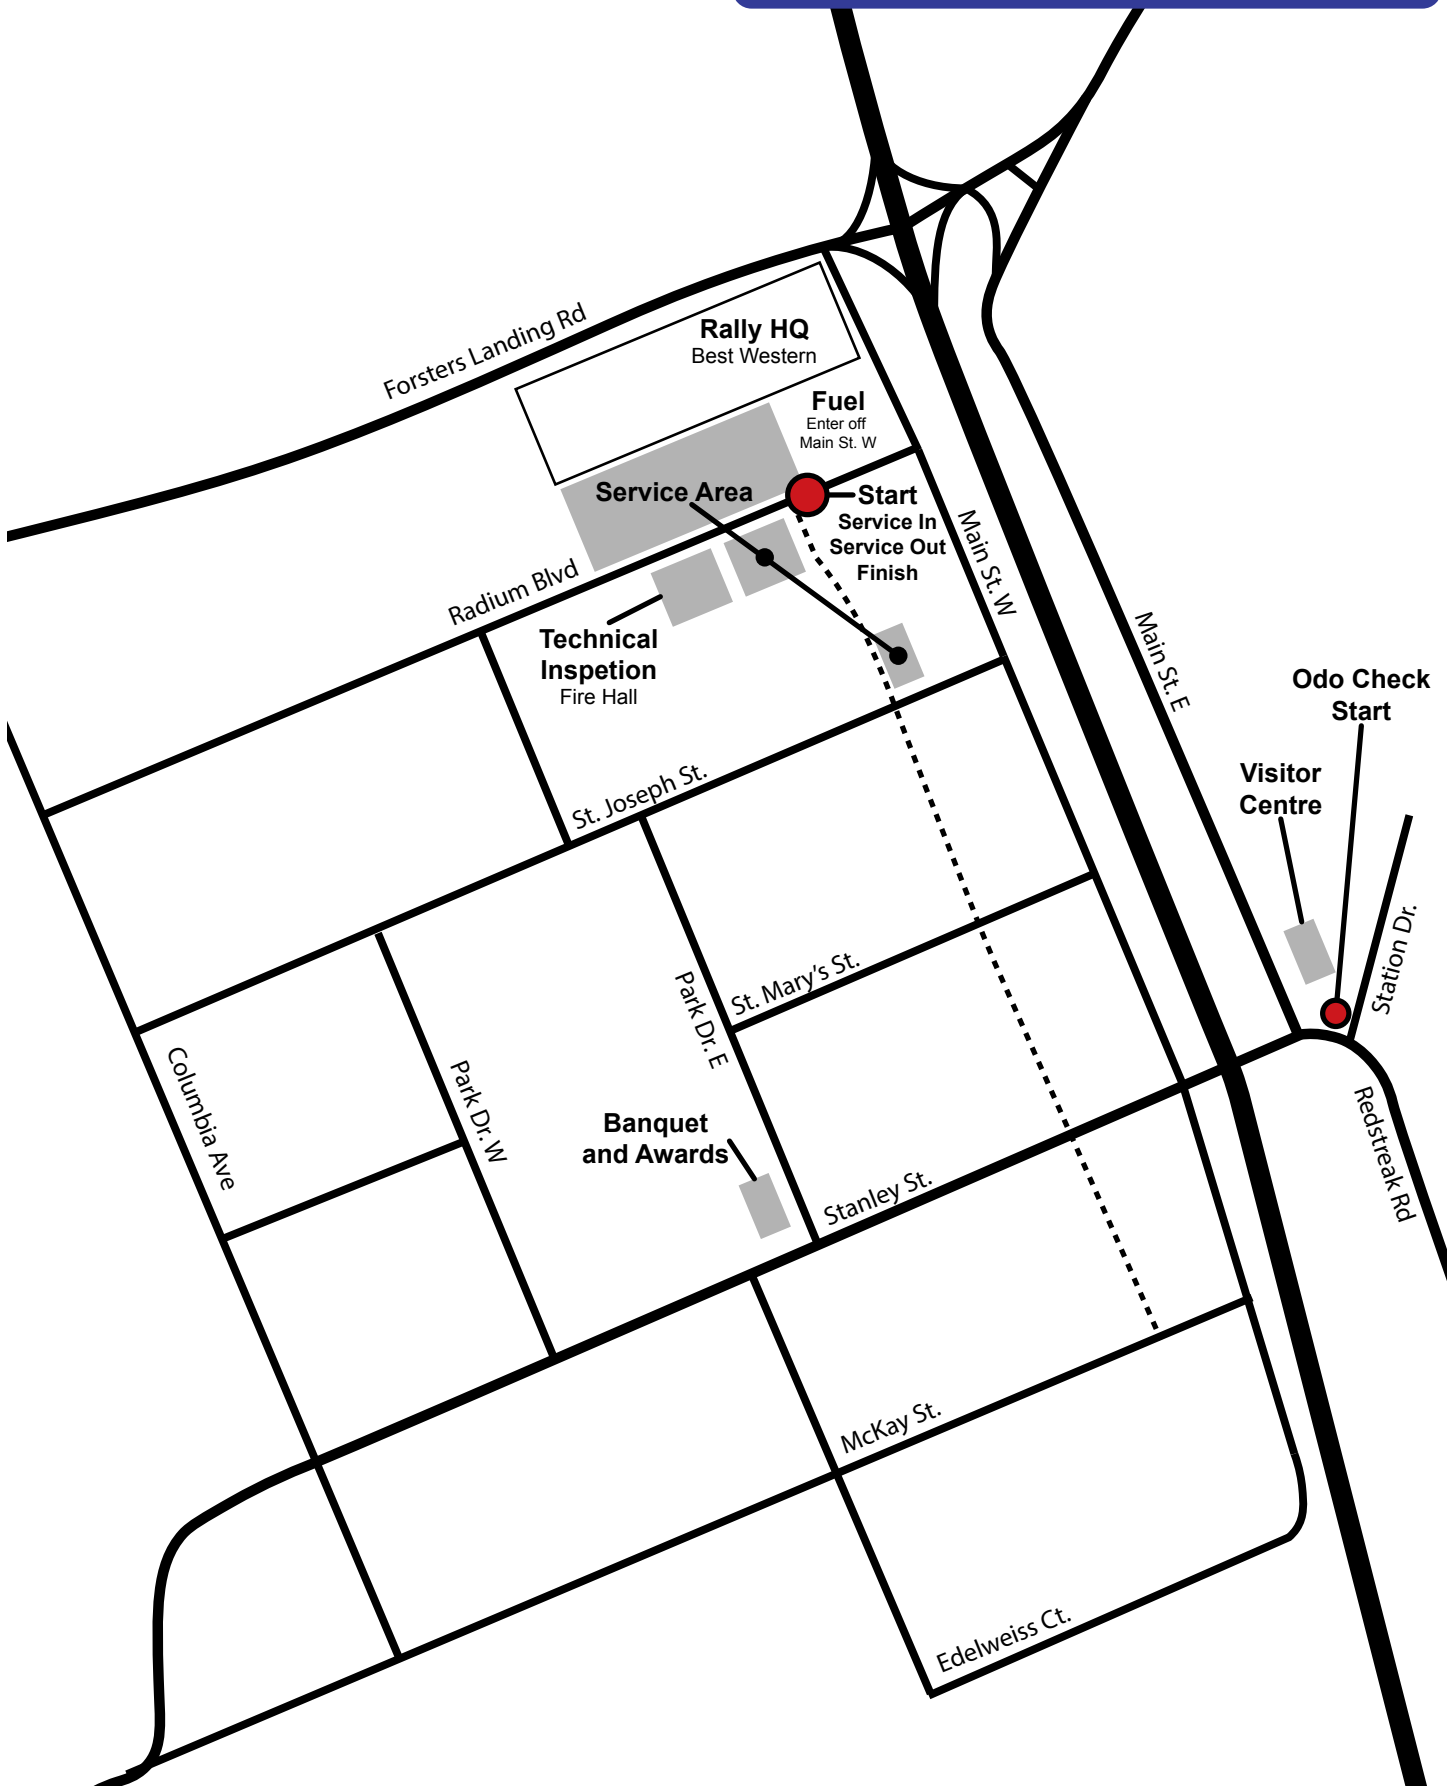 Forsters Landing Rd
Rally HQ
Best Western
Fuel
Enter off
Main St. W
Service Area
Start
Service In
Service Out
Finish
Main St. W
Radium Blvd
Technical
Inspetion
Fire Hall
Main St. E
Odo Check
Start
Visitor
Centre
St. Joseph St.
Station Dr.
St. Mary's St.
Park Dr. E
Columbia Ave
Park Dr. W
Banquet
and Awards
Stanley St.
Redstreak Rd
McKay St.
Edelweiss Ct.